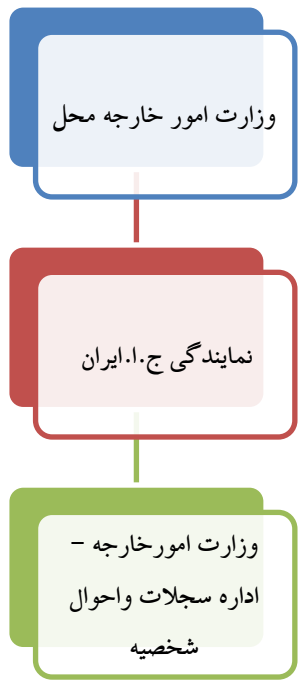 وزارت امور خارجه محل
نمایندگی ج.ا.ایران
وزارت امورخارجه –
اداره سجلات واحوال
شخصیه